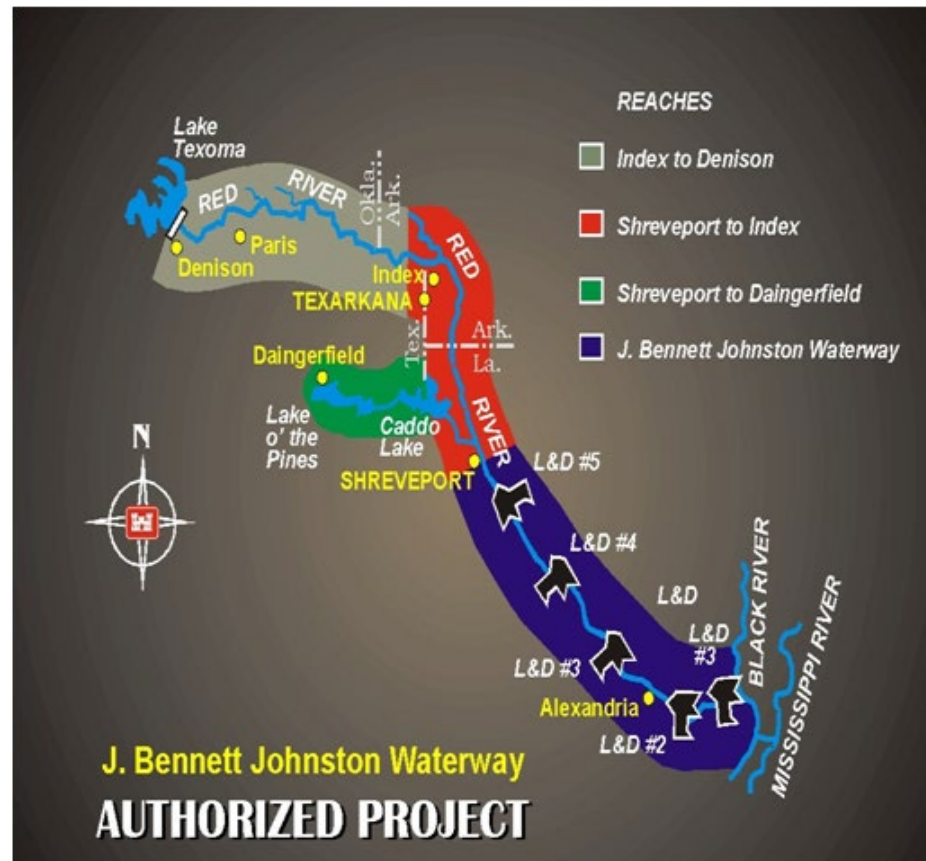 REACHES
Index to Denison
Shreveport to Index
Shreveport to Daingerfield
J. Bennett Johnston Waterway
Lake
Texoma
RED
RIVER
Okla.
Ark.
Paris
Denison
RED
Index
TEXARKANA
Tex.
Ark.
La.
Daingerfield
Lake
o' the
Pines
Caddo
Lake
RIVER
N
SHREVEPORT
L&D #5
L&D #4
L&D
L&D
#3
L&D #3
BLACK RIVER
MISSISSIPPI RIVER
Alexandria
L&D #2
J. Bennett Johnston Waterway
AUTHORIZED PROJECT